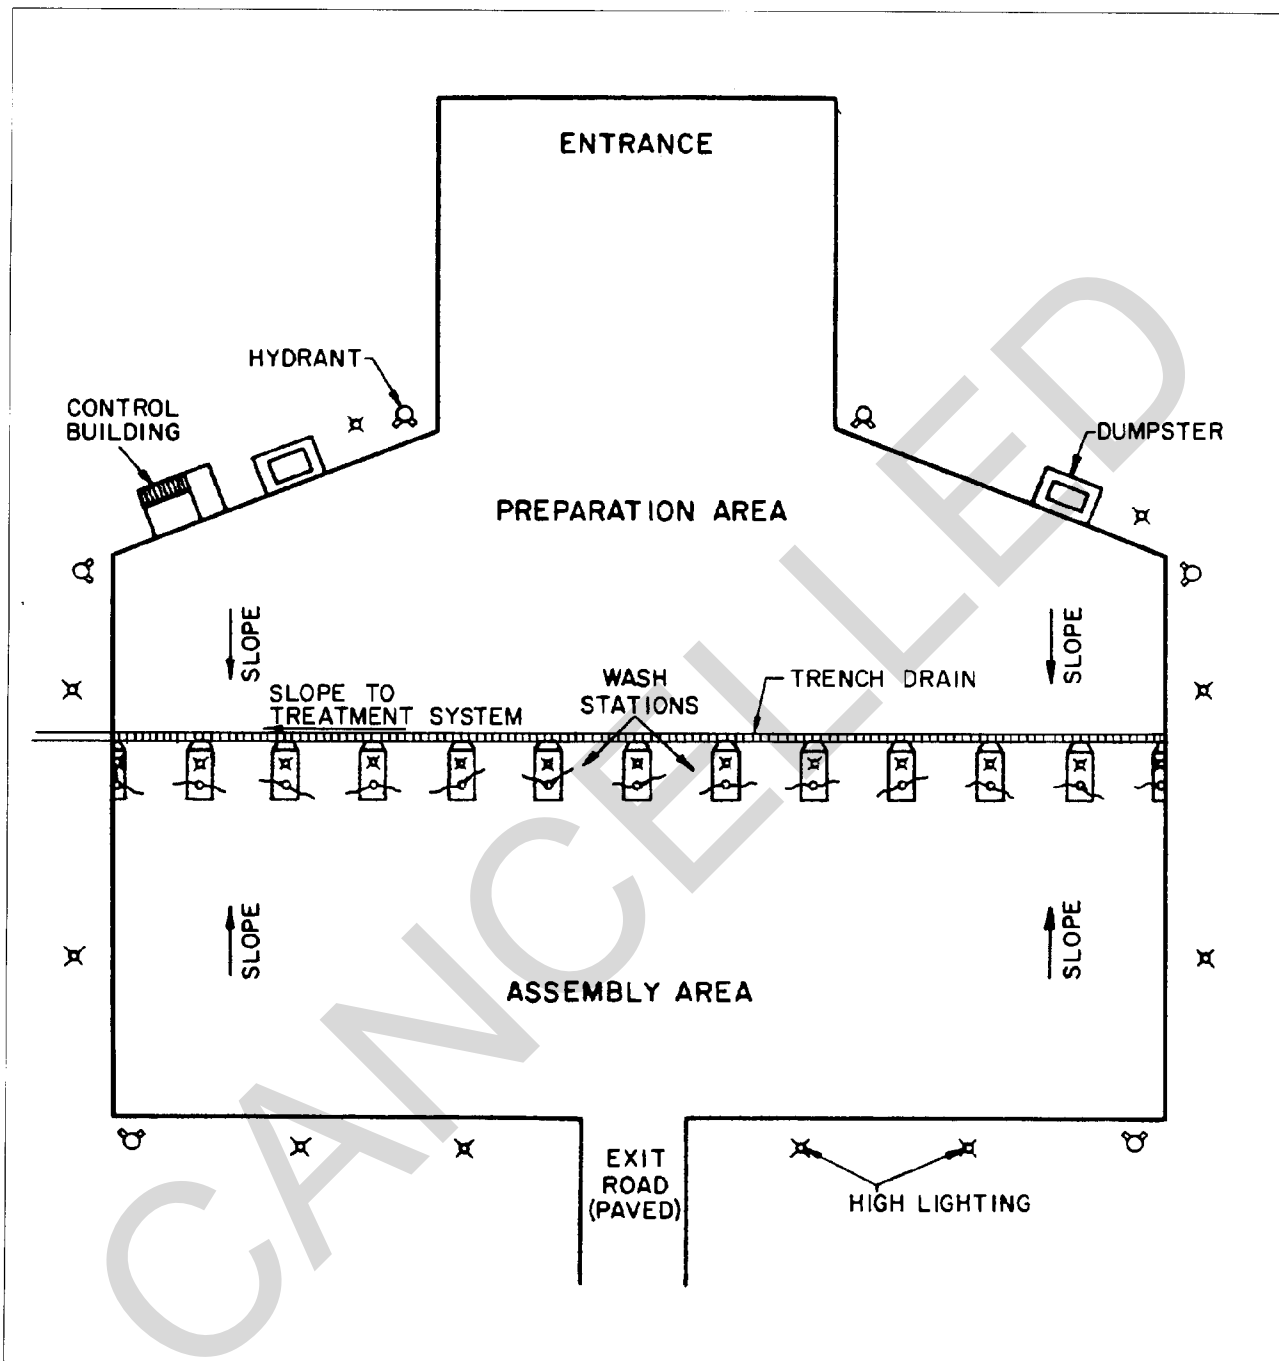 ENTRANCE
HYDRANT
CONTROL
BUILDING
DUMPSTER
PREPARATION AREA
SLOPE
SLOPE
WASH
STATIONS
TRENCH DRAIN
SLOPE TO
TREATMENT SYSTEM
SLOPE
SLOPE
ASSEMBLY AREA
EXIT
ROAD
(PAVED)
HIGH LIGHTING
CANCELLED